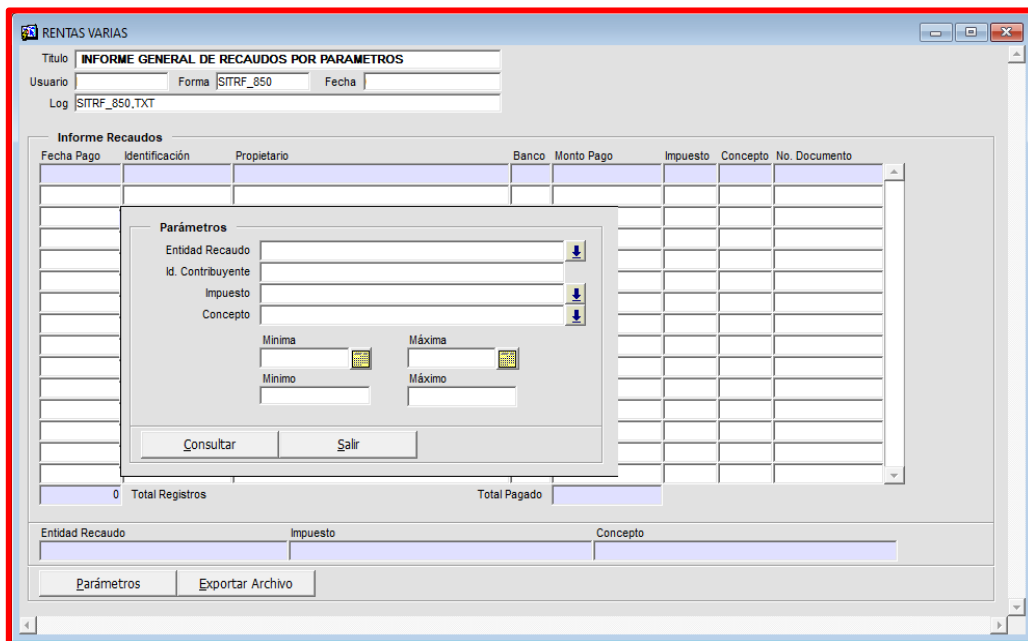 RENTAS VARIAS
Titulo INFORME GENERAL DE RECAUDOS POR PARAMETROS
Usuario Forma SITRF_850 Fecha
Log SITRF_850,TXT
Informe Recaudos
Fecha Pago Identificación Propietario Banco Monto Pago Impuesto Concepto No. Documento
Parámetros
Entidad Recaudo
Id. Contribuyente
Impuesto
Concepto
Minima Máxima
Minimo Máximo
Consultar Salir
0 Total Registros Total Pagado
Entidad Recaudo Impuesto Concepto
Parámetros Exportar Archivo